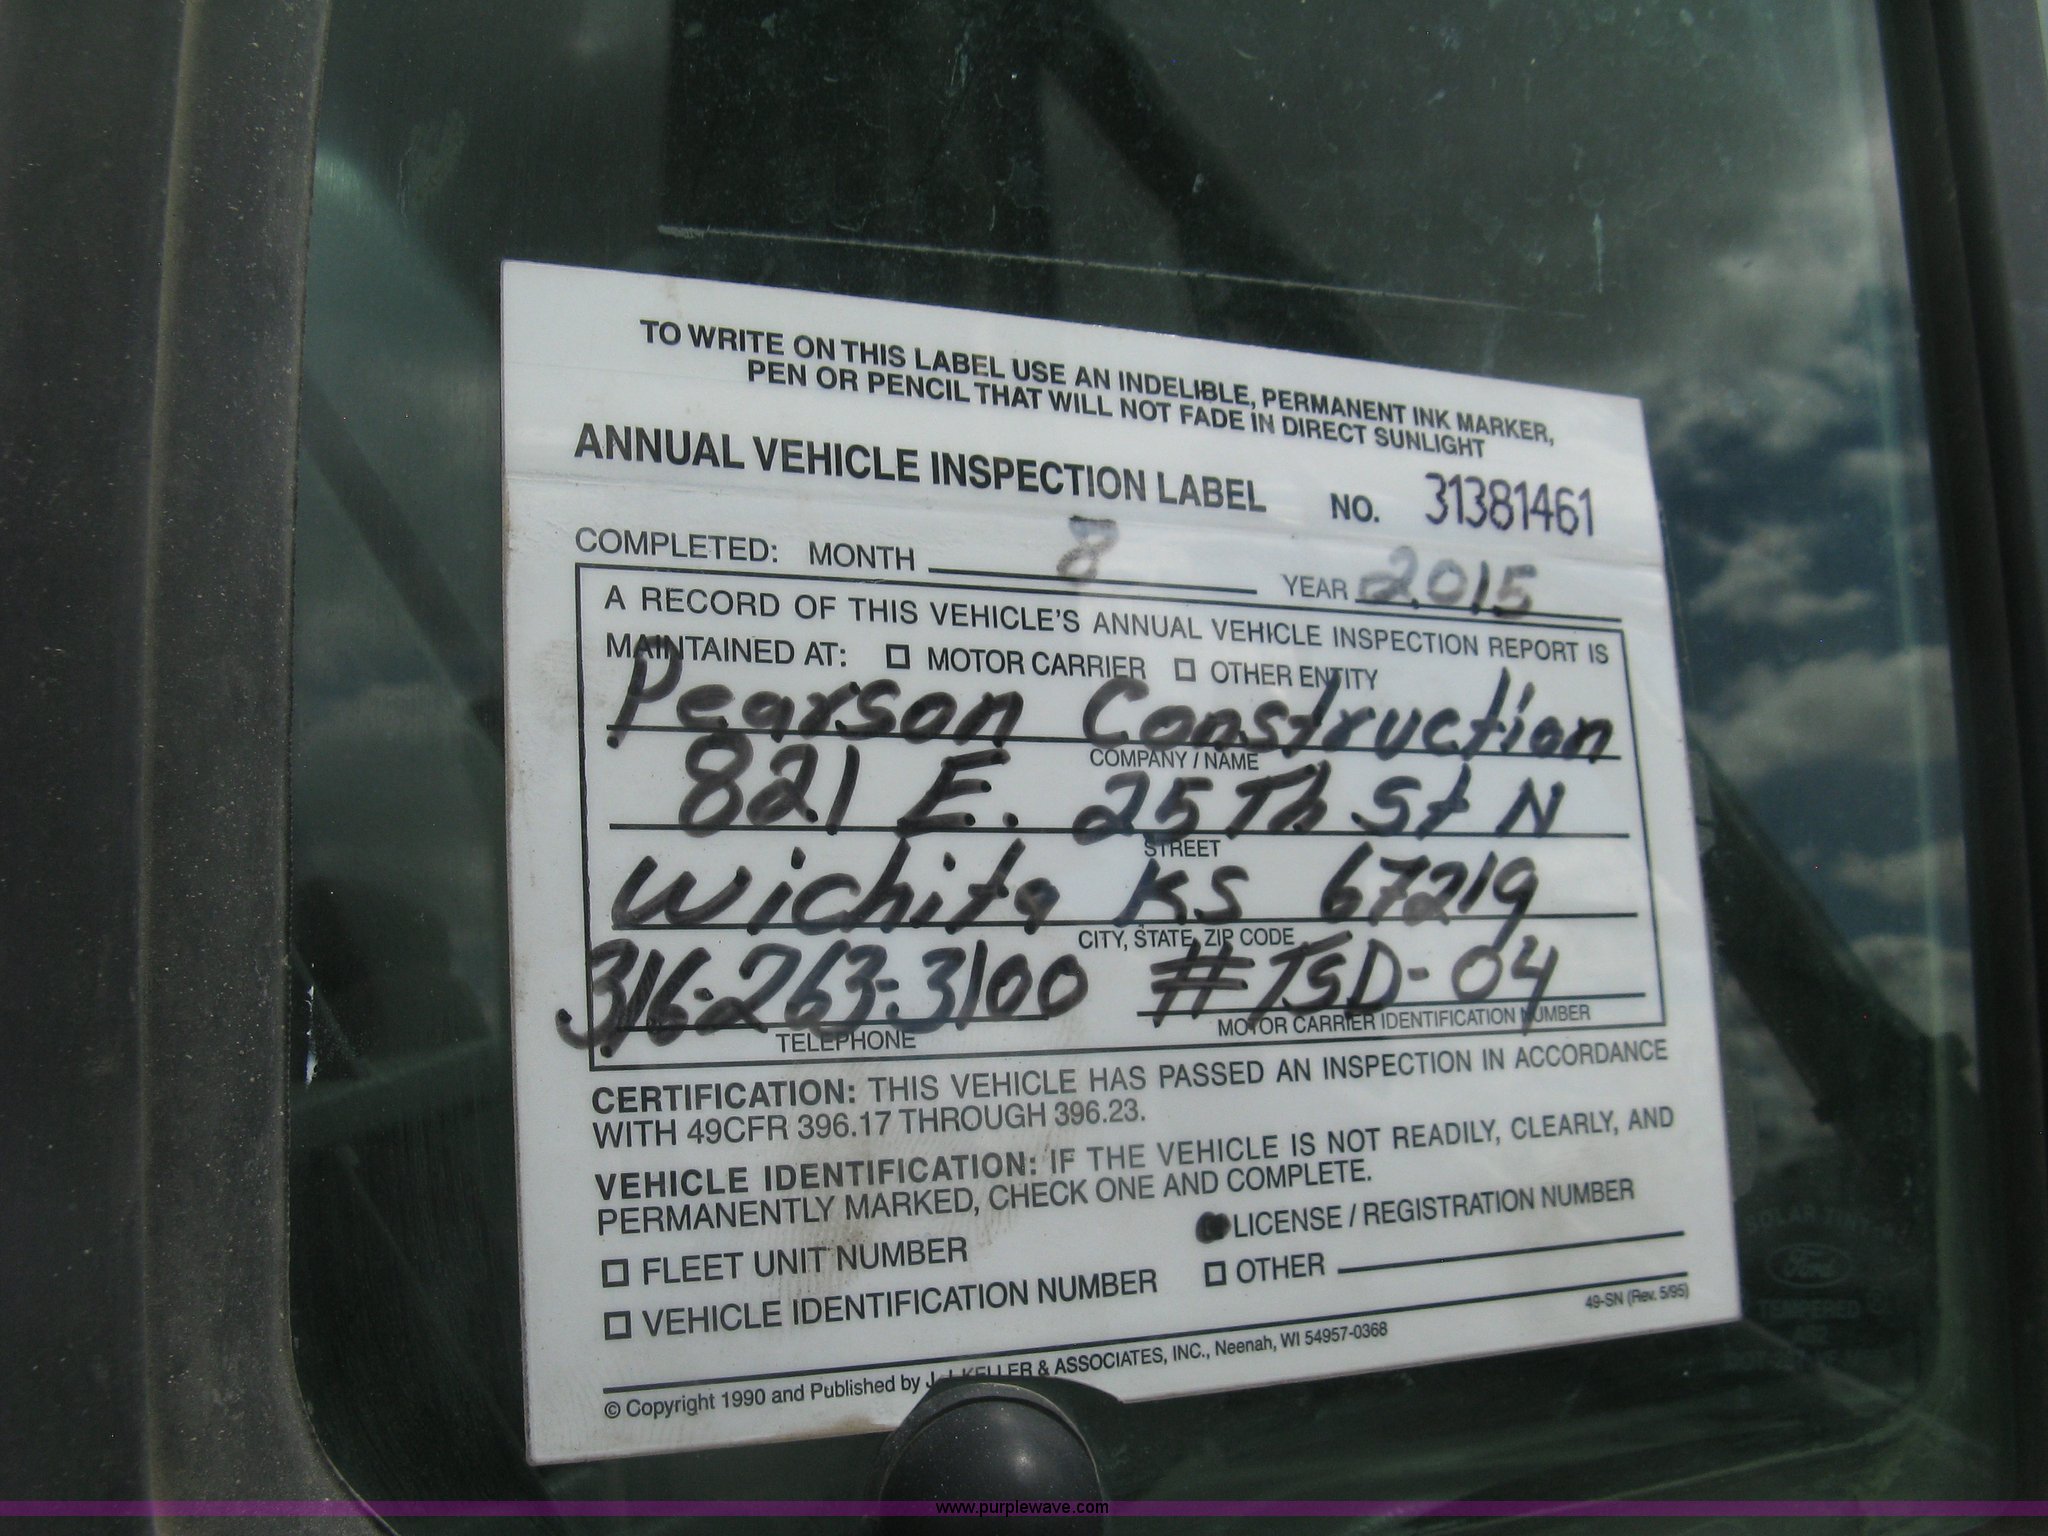 TO WRITE ON THIS LABEL USE AN INDELIBLE, PERMANENT INK MARKER,
PEN OR PENCIL THAT WILL NOT FADE IN DIRECT SUNLIGHT
ANNUAL VEHICLE INSPECTION LABEL NO. 31381461
COMPLETED: MONTH 8 YEAR 2015
A RECORD OF THIS VEHICLE'S ANNUAL VEHICLE INSPECTION REPORT IS
MAINTAINED AT: ☐ MOTOR CARRIER ☐ OTHER ENTITY
Pearson Construction
COMPANY / NAME
821 E. 25Th St N
STREET
Wichita KS 67219
CITY, STATE, ZIP CODE
316-263-3100 #TSD-04
TELEPHONE MOTOR CARRIER IDENTIFICATION NUMBER
CERTIFICATION: THIS VEHICLE HAS PASSED AN INSPECTION IN ACCORDANCE
WITH 49CFR 396.17 THROUGH 396.23.
VEHICLE IDENTIFICATION: IF THE VEHICLE IS NOT READILY, CLEARLY, AND
PERMANENTLY MARKED, CHECK ONE AND COMPLETE.
☐ FLEET UNIT NUMBER LICENSE / REGISTRATION NUMBER
☐ VEHICLE IDENTIFICATION NUMBER ☐ OTHER
49-SN (Rev. 5/95)
© Copyright 1990 and Published by J. J. KELLER & ASSOCIATES, INC., Neenah, WI 54957-0368
Ford
TEMPERED
www.purplewave.com